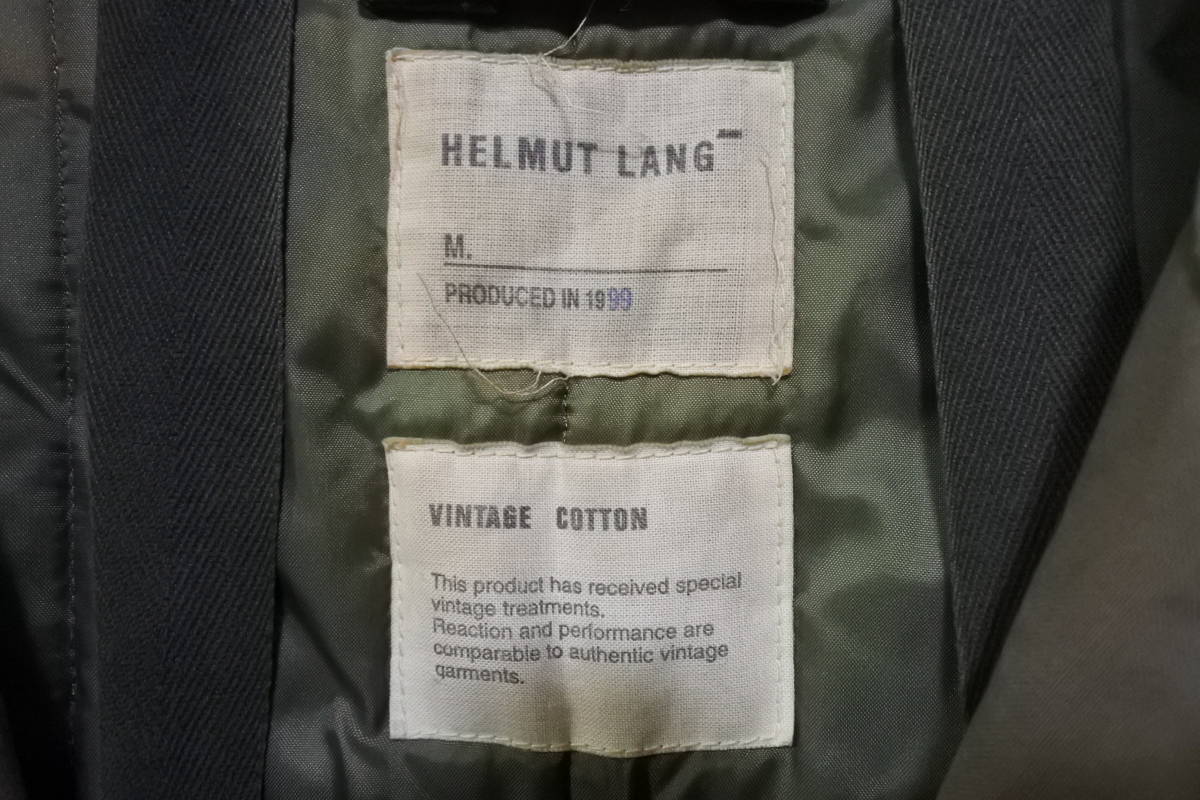 HELMUT LANG
M.
PRODUCED IN 1999
VINTAGE COTTON
This product has received special
vintage treatments.
Reaction and performance are
comparable to authentic vintage
garments.